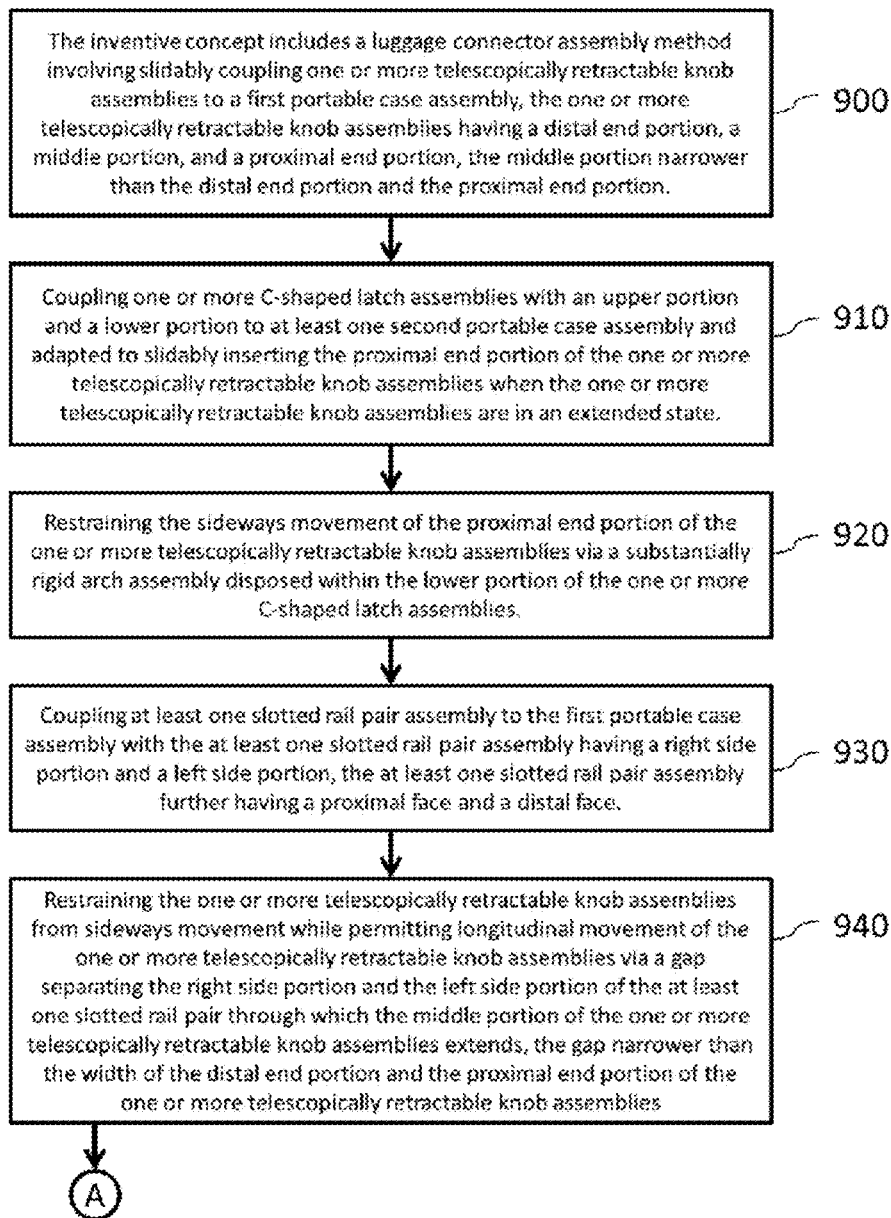 The inventive concept includes a luggage connector assembly method
involving slidably coupling one or more telescopically retractable knob
assemblies to a first portable case assembly, the one or more
telescopically retractable knob assemblies having a distal end portion, a
middle portion, and a proximal end portion, the middle portion narrower
than the distal end portion and the proximal end portion.
900
Coupling one or more C-shaped latch assemblies with an upper portion
and a lower portion to at least one second portable case assembly and
adapted to slidably inserting the proximal end portion of the one or more
telescopically retractable knob assemblies when the one or more
telescopically retractable knob assemblies are in an extended state.
910
Restraining the sideways movement of the proximal end portion of the
one or more telescopically retractable knob assemblies via a substantially
rigid arch assembly disposed within the lower portion of the one or more
C-shaped latch assemblies.
920
Coupling at least one slotted rail pair assembly to the first portable case
assembly with the at least one slotted rail pair assembly having a right side
portion and a left side portion, the at least one slotted rail pair assembly
further having a proximal face and a distal face.
930
Restraining the one or more telescopically retractable knob assemblies
from sideways movement while permitting longitudinal movement of the
one or more telescopically retractable knob assemblies via a gap
separating the right side portion and the left side portion of the at least
one slotted rail pair through which the middle portion of the one or more
telescopically retractable knob assemblies extends, the gap narrower than
the width of the distal end portion and the proximal end portion of the
one or more telescopically retractable knob assemblies
940
A